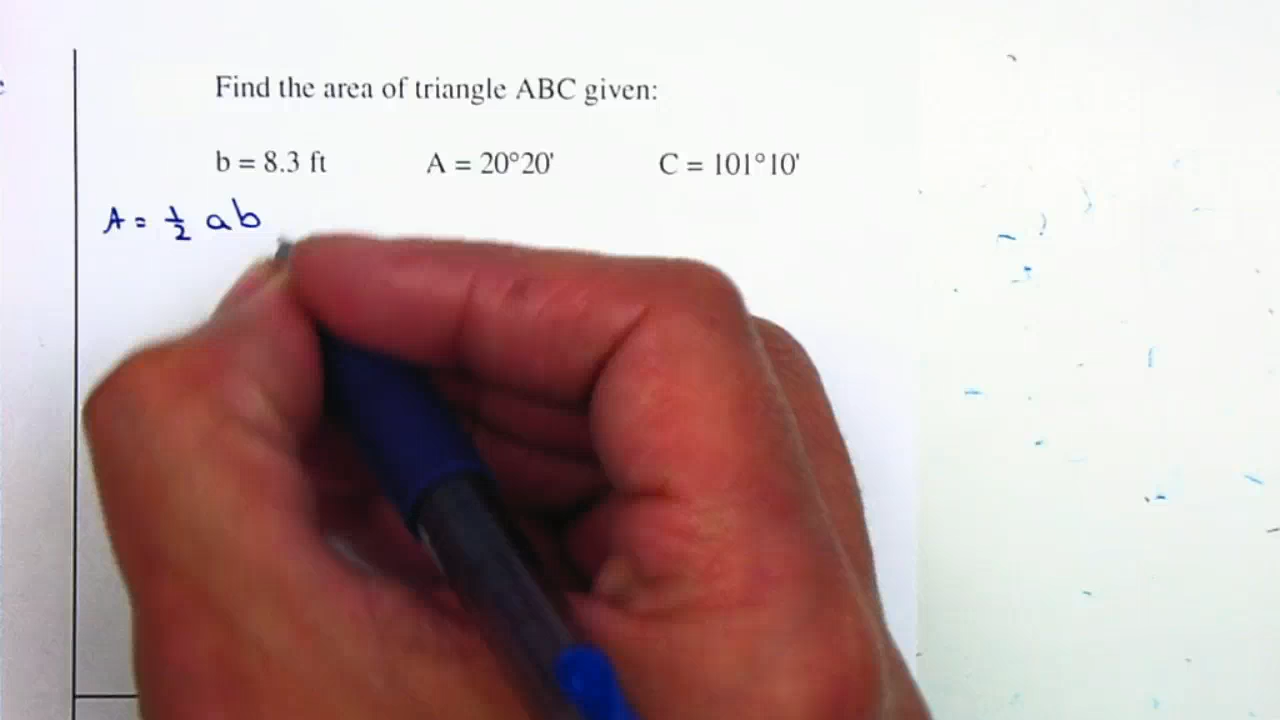 Find the area of triangle ABC given:
b = 8.3 ft A = 20°20' C = 101°10'
A = ½ ab